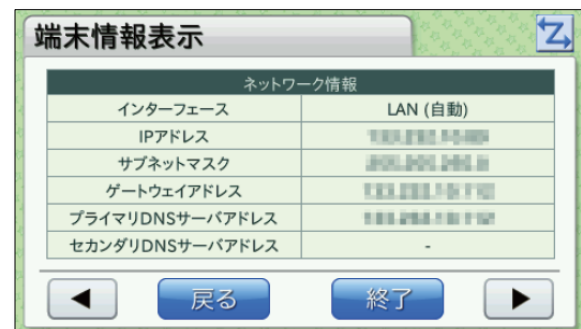 端末情報表示
ネットワーク情報
インターフェース LAN (自動)
IPアドレス
サブネットマスク
ゲートウェイアドレス
プライマリDNSサーバアドレス
セカンダリDNSサーバアドレス -
◀ 戻る 終了 ▶